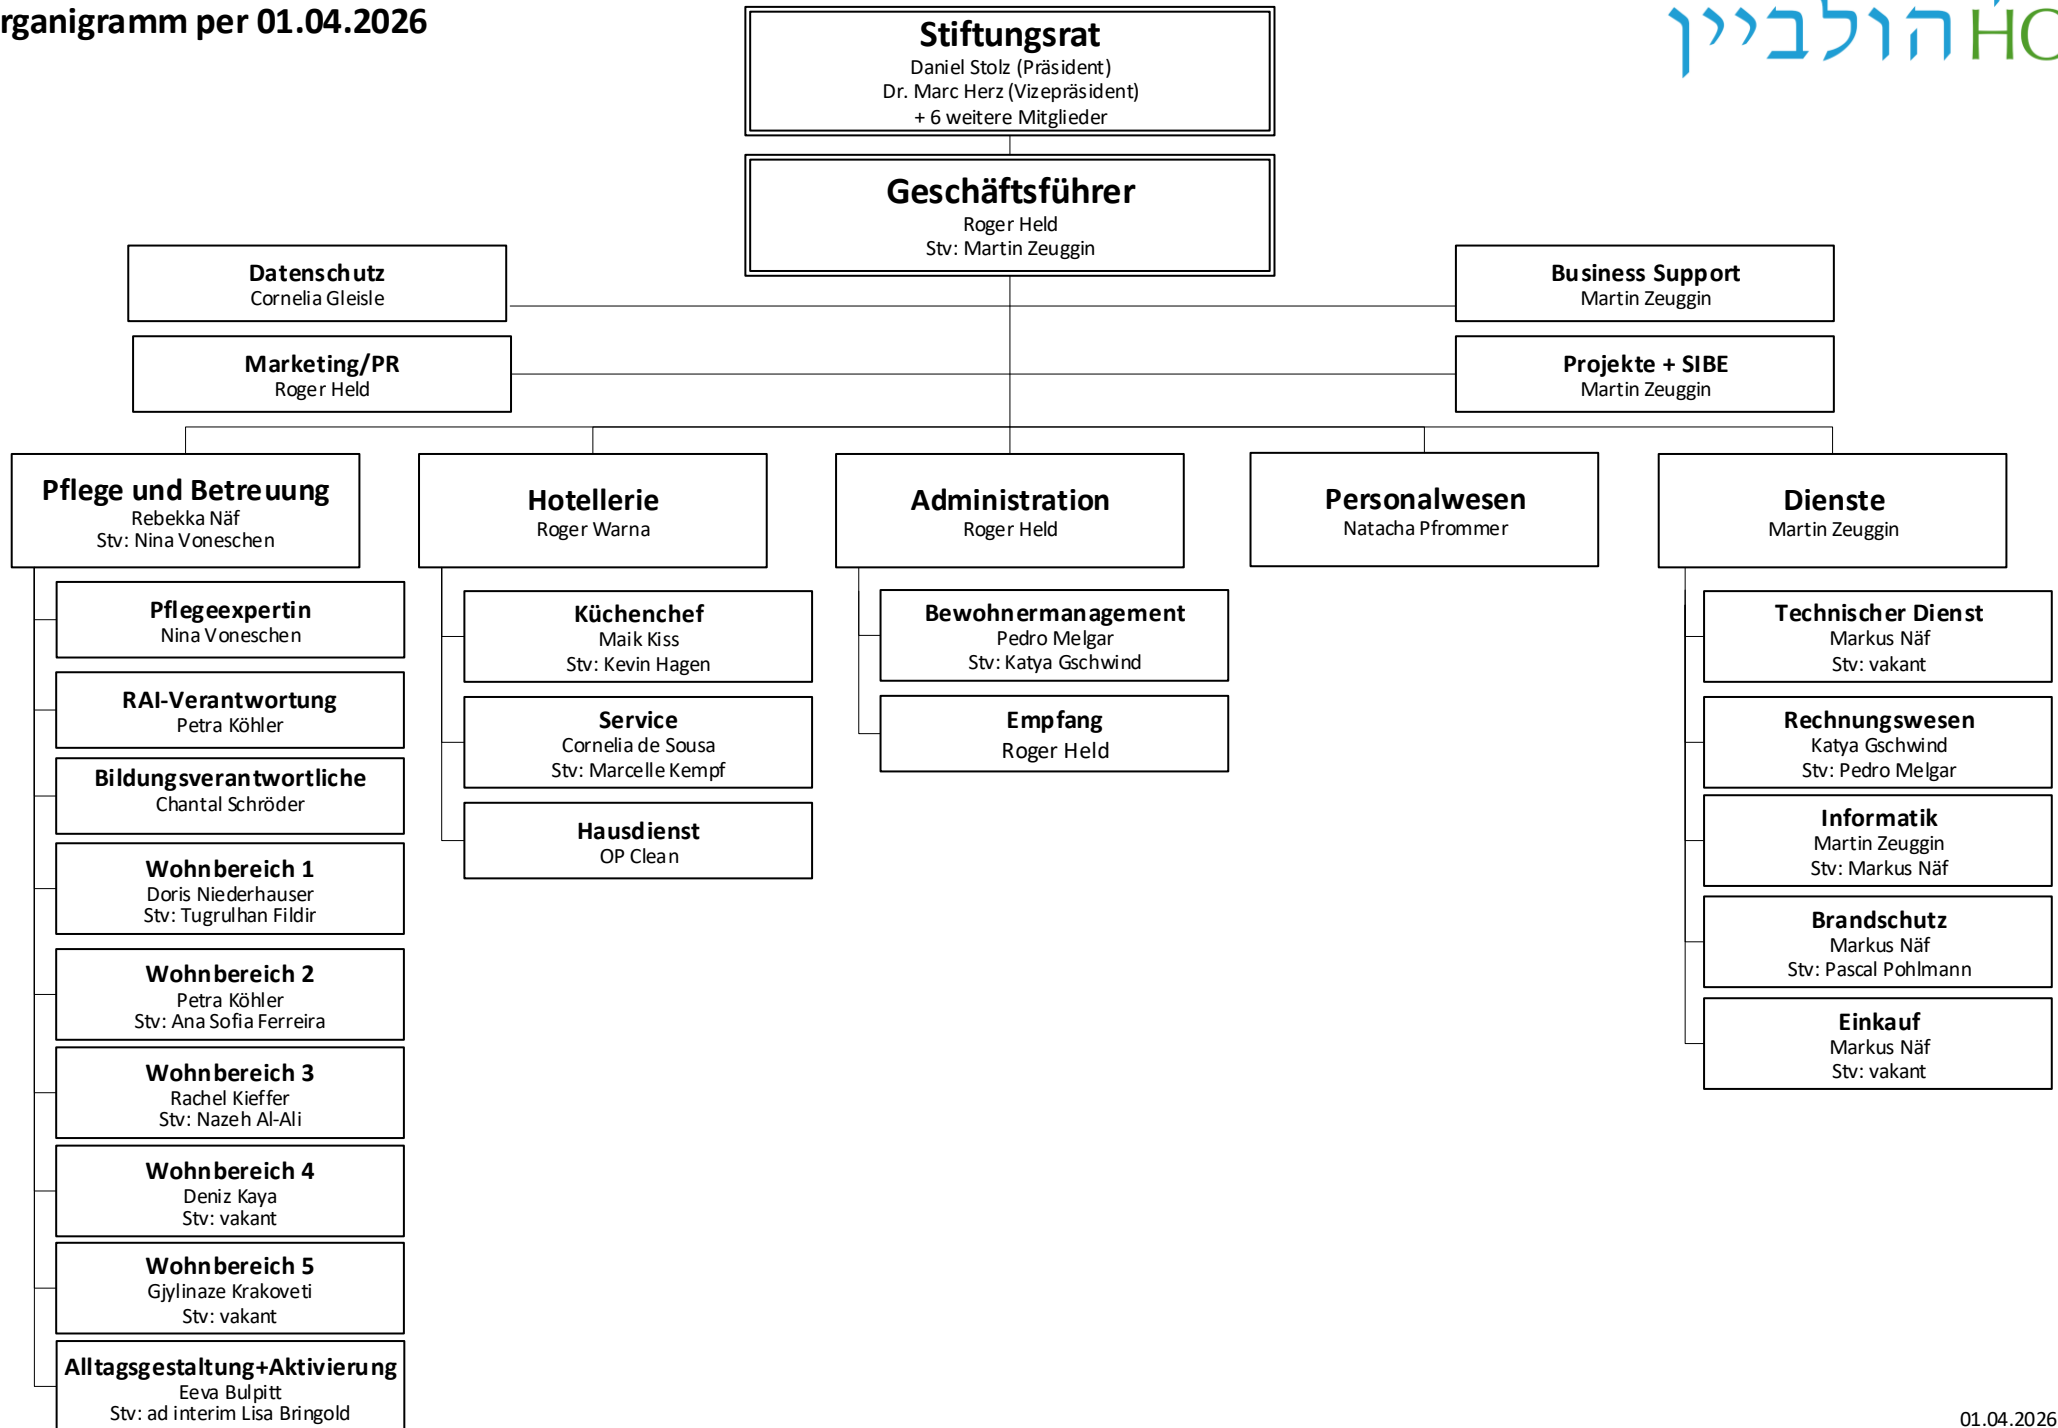 rganigramm per 01.04.2026
הולביין HO
Stiftungsrat
Daniel Stolz (Präsident)
Dr. Marc Herz (Vizepräsident)
+ 6 weitere Mitglieder
Geschäftsführer
Roger Held
Stv: Martin Zeuggin
Datenschutz
Cornelia Gleisle
Business Support
Martin Zeuggin
Marketing/PR
Roger Held
Projekte + SIBE
Martin Zeuggin
Pflege und Betreuung
Rebekka Näf
Stv: Nina Voneschen
Hotellerie
Roger Warna
Administration
Roger Held
Personalwesen
Natacha Pfrommer
Dienste
Martin Zeuggin
Pflegeexpertin
Nina Voneschen
RAI-Verantwortung
Petra Köhler
Bildungsverantwortliche
Chantal Schröder
Wohnbereich 1
Doris Niederhauser
Stv: Tugrulhan Fildir
Wohnbereich 2
Petra Köhler
Stv: Ana Sofia Ferreira
Wohnbereich 3
Rachel Kieffer
Stv: Nazeh Al-Ali
Wohnbereich 4
Deniz Kaya
Stv: vakant
Wohnbereich 5
Gjylinaze Krakoveti
Stv: vakant
Alltagsgestaltung+Aktivierung
Eeva Bulpitt
Stv: ad interim Lisa Bringold
Küchenchef
Maik Kiss
Stv: Kevin Hagen
Service
Cornelia de Sousa
Stv: Marcelle Kempf
Hausdienst
OP Clean
Bewohnermanagement
Pedro Melgar
Stv: Katya Gschwind
Empfang
Roger Held
Technischer Dienst
Markus Näf
Stv: vakant
Rechnungswesen
Katya Gschwind
Stv: Pedro Melgar
Informatik
Martin Zeuggin
Stv: Markus Näf
Brandschutz
Markus Näf
Stv: Pascal Pohlmann
Einkauf
Markus Näf
Stv: vakant
01.04.2026